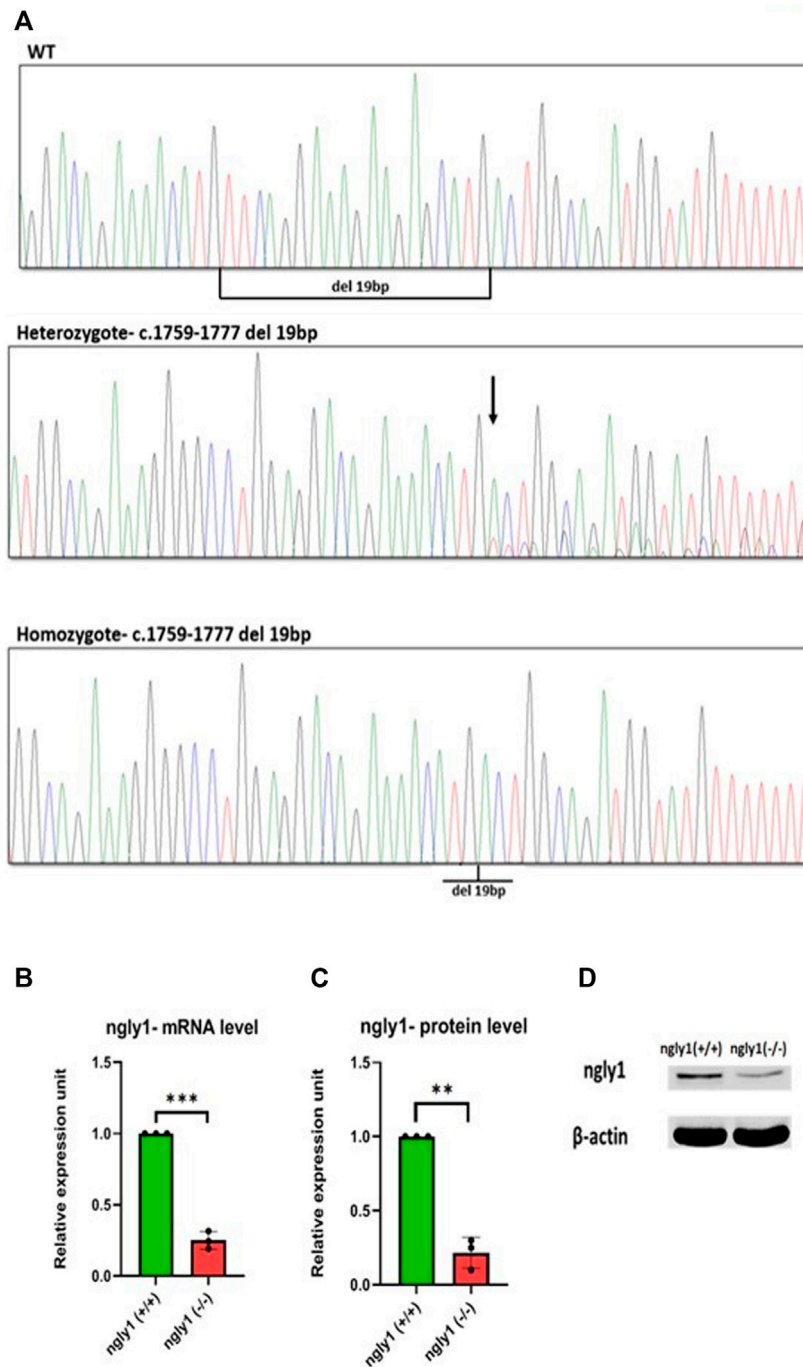 A
WT
del 19bp
Heterozygote- c.1759-1777 del 19bp
Homozygote- c.1759-1777 del 19bp
del 19bp
B
C
D
ngly1- mRNA level
Relative expression unit
1.5
1.0
0.5
0.0
***
ngly1 (+/+)
ngly1 (-/-)
ngly1- protein level
Relative expression unit
1.5
1.0
0.5
0.0
**
ngly1 (+/+)
ngly1 (-/-)
ngly1(+/+) ngly1(-/-)
ngly1
β-actin